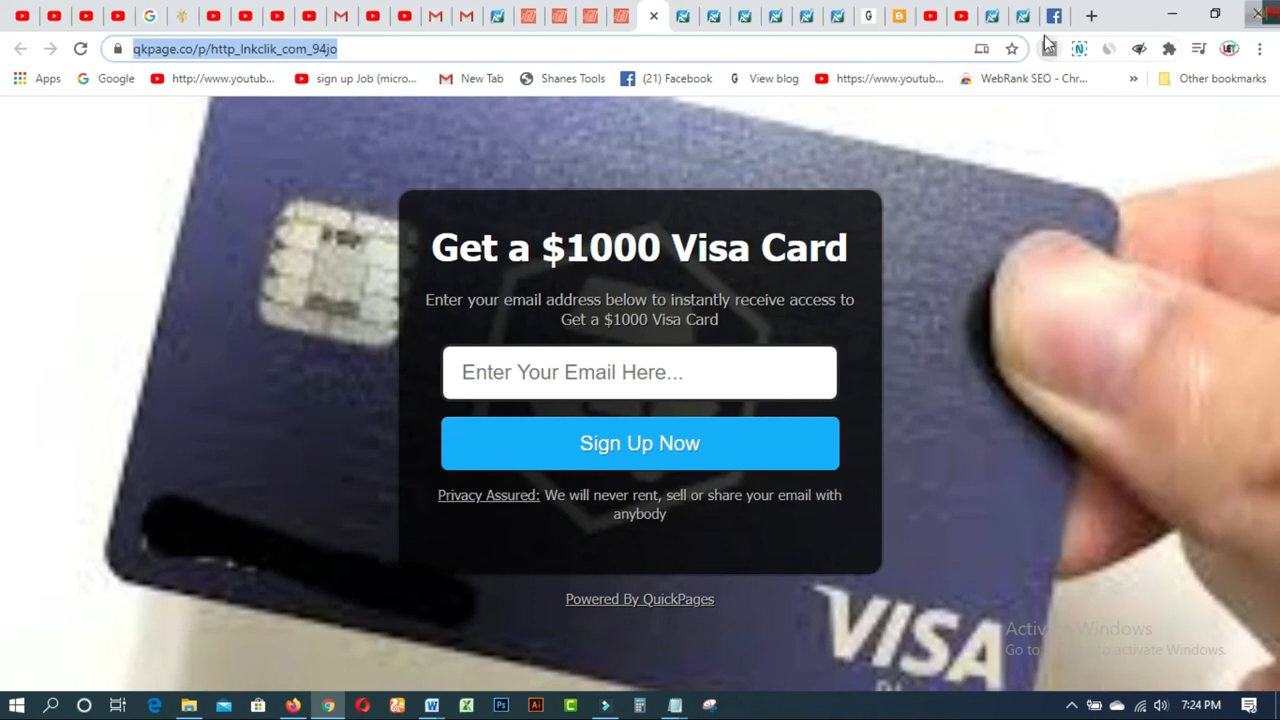 qkpage.co/p/http_lnkclik_com_94jo
Apps
Google
http://www.youtub...
sign up Job (micro...
New Tab
Shanes Tools
(21) Facebook
View blog
https://www.youtub...
WebRank SEO - Chr...
»
Other bookmarks
Get a $1000 Visa Card
Enter your email address below to instantly receive access to
Get a $1000 Visa Card
Enter Your Email Here...
Sign Up Now
Privacy Assured: We will never rent, sell or share your email with
anybody
Powered By QuickPages
VISA
Windows
Go to activate Windows.
7:24 PM